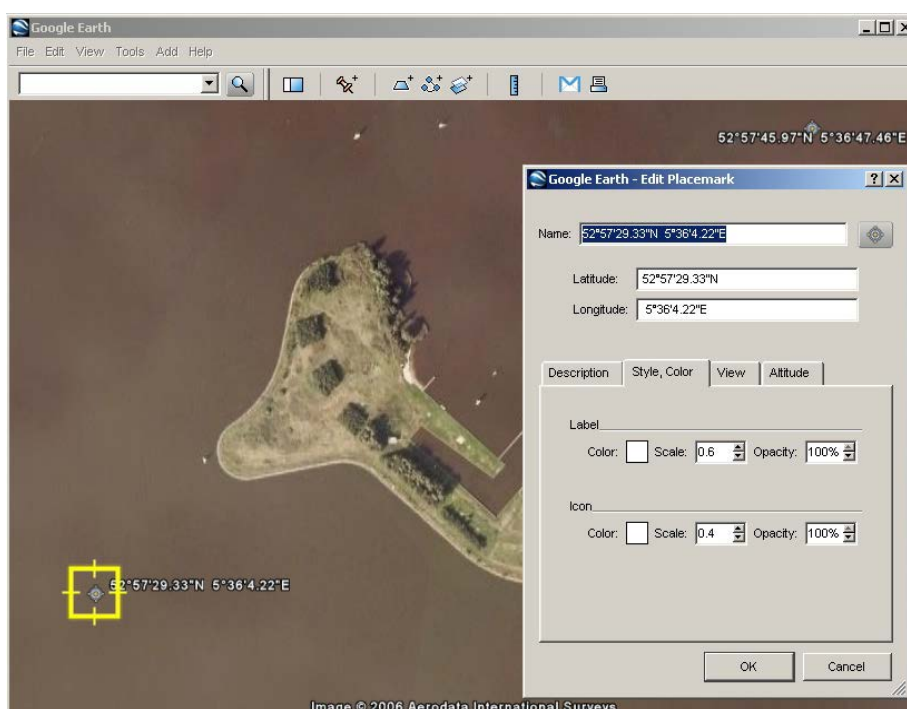 Google Earth
File Edit View Tools Add Help
52°57'45.97"N 5°36'47.46"E
Google Earth - Edit Placemark
Name: 52°57'29.33"N 5°36'4.22"E
Latitude: 52°57'29.33"N
Longitude: 5°36'4.22"E
Description Style, Color View Altitude
Label
Color: Scale: 0.6 Opacity: 100%
Icon
Color: Scale: 0.4 Opacity: 100%
52°57'29.33"N 5°36'4.22"E
OK Cancel
Image © 2006 Aerodata International Surveys